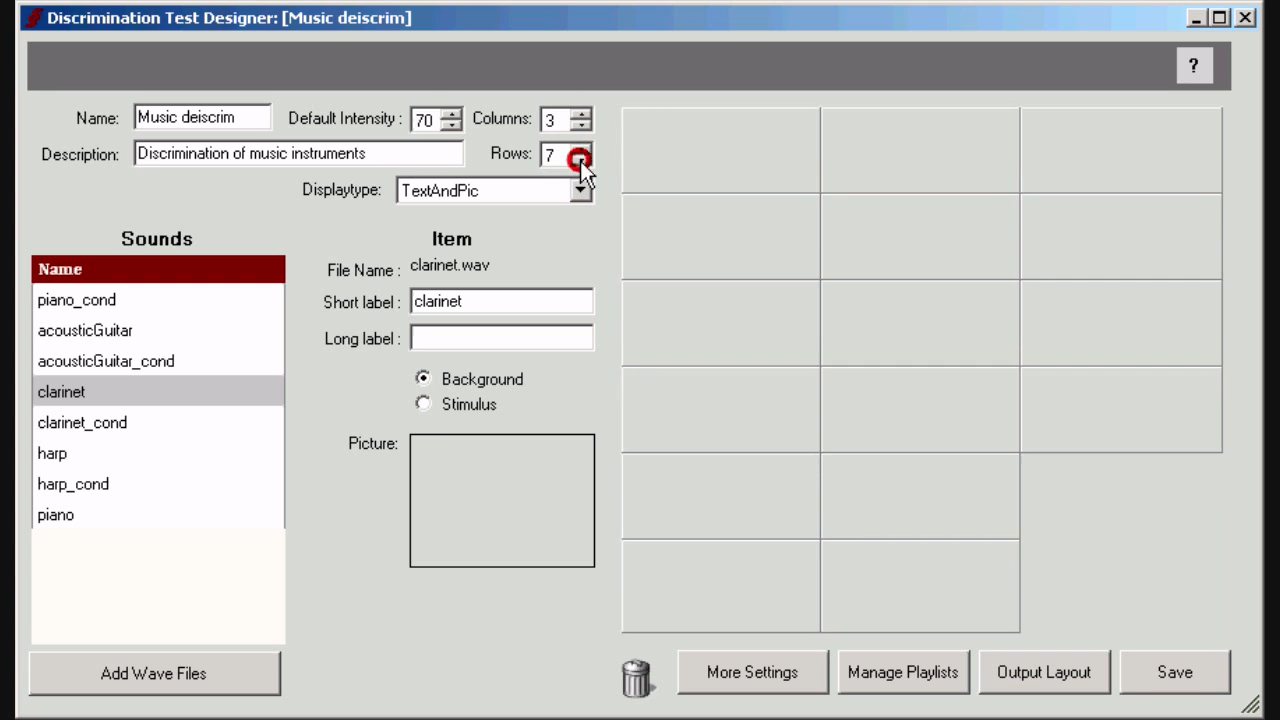 Discrimination Test Designer: [Music deiscrim]
?
Name: Music deiscrim Default Intensity : 70 Columns: 3
Description: Discrimination of music instruments Rows: 7
Displaytype: TextAndPic
Sounds
Name
piano_cond
acousticGuitar
acousticGuitar_cond
clarinet
clarinet_cond
harp
harp_cond
piano
Add Wave Files
Item
File Name : clarinet.wav
Short label : clarinet
Long label :
Background
Stimulus
Picture:
More Settings Manage Playlists Output Layout Save